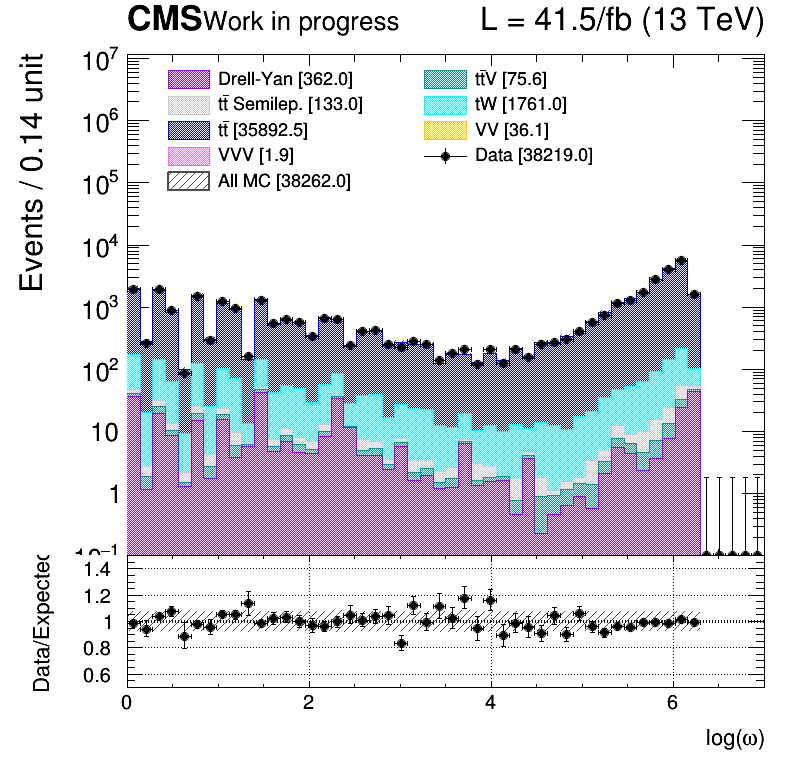 CMS Work in progress L = 41.5/fb (13 TeV)
Events / 0.14 unit
10⁷
10⁶
10⁵
10⁴
10³
10²
10
1
10⁻¹
Drell-Yan [362.0]
tt̄ Semilep. [133.0]
tt̄ [35892.5]
VVV [1.9]
All MC [38262.0]
tt̄V [75.6]
tW [1761.0]
VV [36.1]
Data [38219.0]
Data/Expected
1.4
1.2
1
0.8
0.6
0 2 4 6
log(ω)